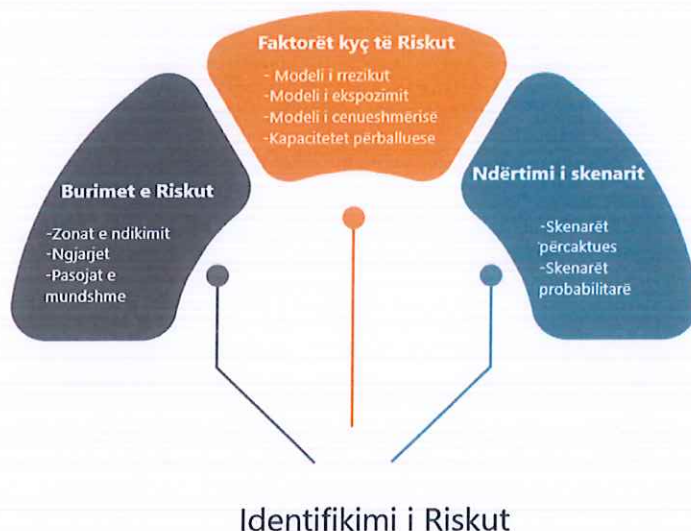 Faktorët kyç të Riskut
- Modeli i rrezikut
-Modeli i ekspozimit
-Modeli i cenueshmërisë
-Kapacitetet përballuese
Burimet e Riskut
-Zonat e ndikimit
-Ngjarjet
-Pasojat e
mundshme
Ndërtimi i skenarit
-Skenarët
përcaktues
-Skenarët
probabilitarë
Identifikimi i Riskut